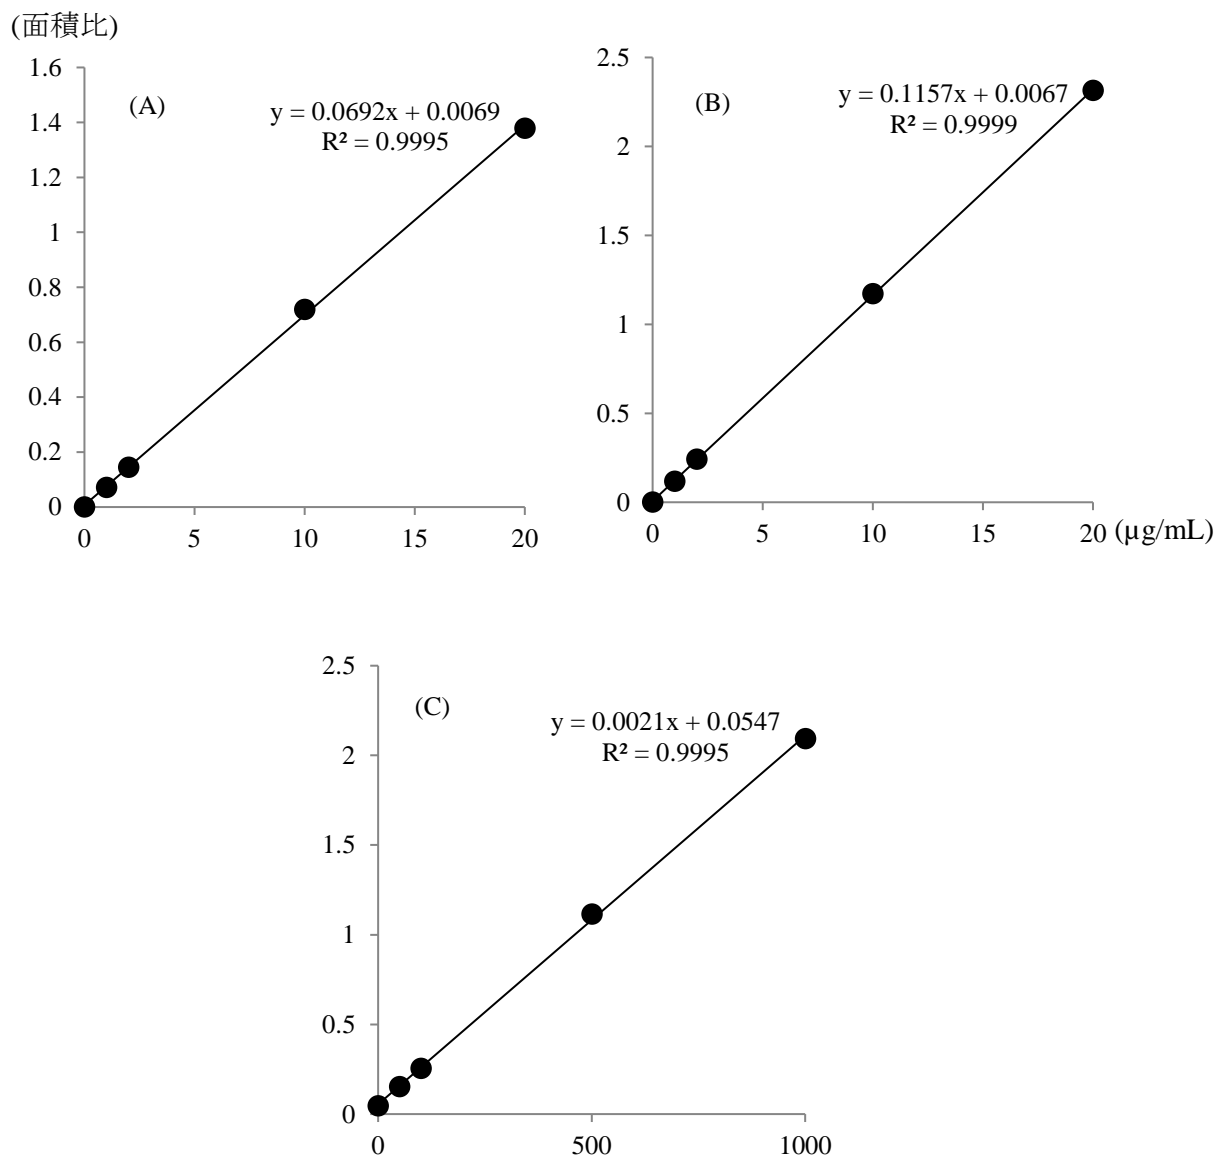 (面積比)
1.6
1.4
1.2
1
0.8
0.6
0.4
0.2
0
0 5 10 15 20
(A)
y = 0.0692x + 0.0069
R² = 0.9995
2.5
2
1.5
1
0.5
0
0 5 10 15 20 (µg/mL)
(B)
y = 0.1157x + 0.0067
R² = 0.9999
2.5
2
1.5
1
0.5
0
0 500 1000
(C)
y = 0.0021x + 0.0547
R² = 0.9995